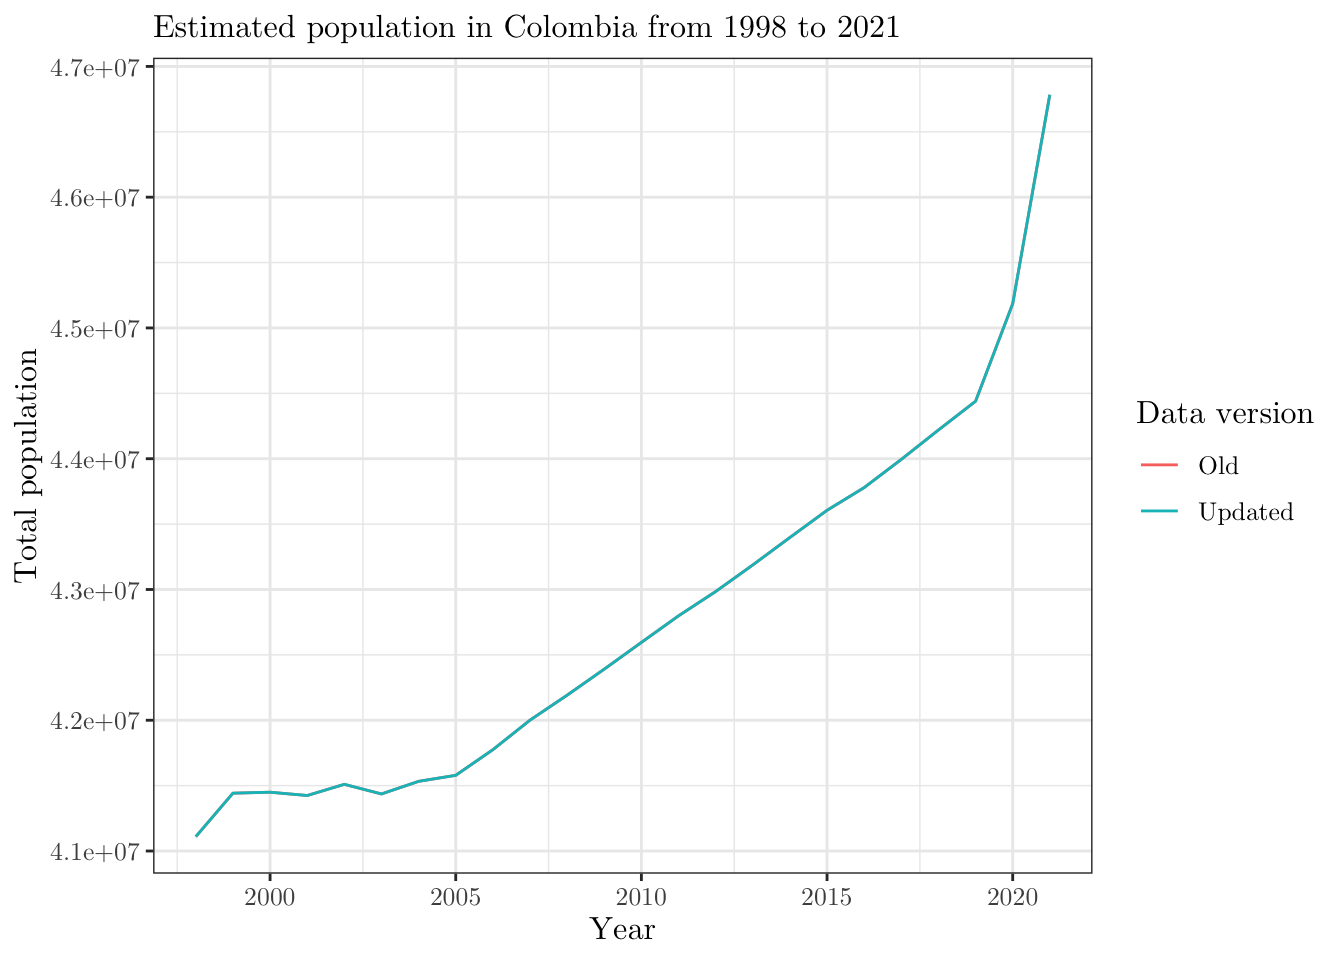 Estimated population in Colombia from 1998 to 2021
4.7e+07
4.6e+07
4.5e+07
4.4e+07
4.3e+07
4.2e+07
4.1e+07
Total population
2000 2005 2010 2015 2020
Year
Data version
Old
Updated